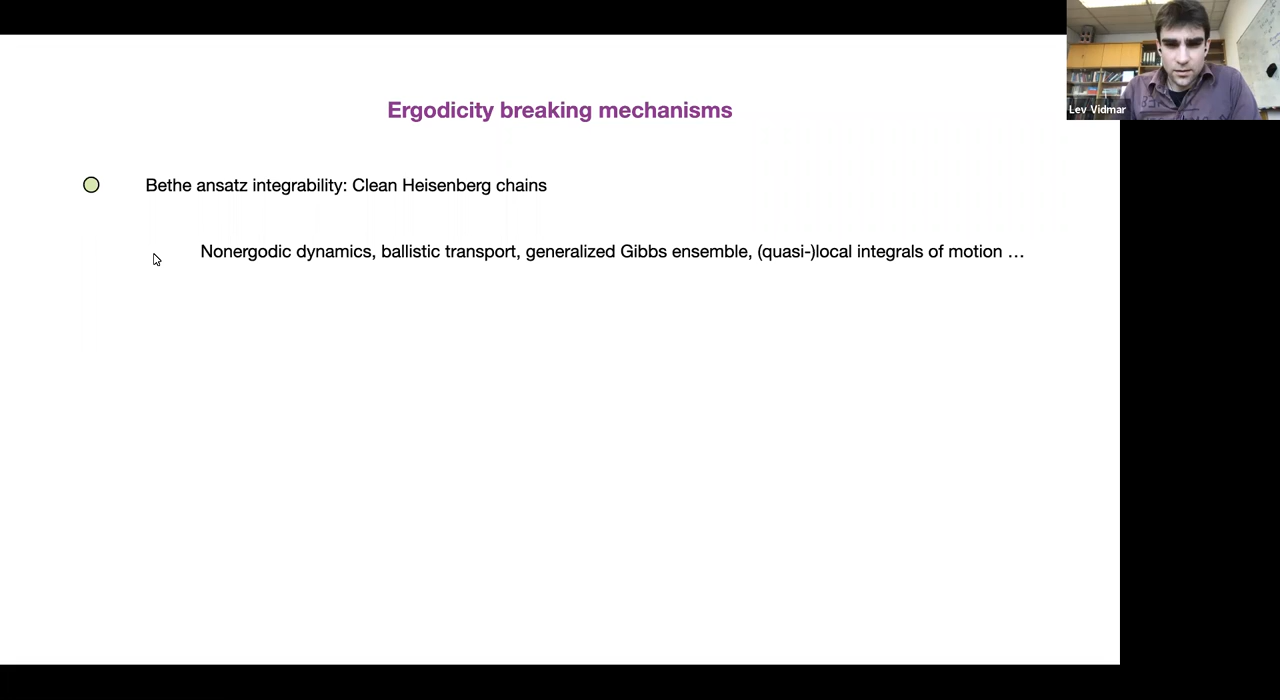 Ergodicity breaking mechanisms
Lev Vidmar
Bethe ansatz integrability: Clean Heisenberg chains
Nonergodic dynamics, ballistic transport, generalized Gibbs ensemble, (quasi-)local integrals of motion …